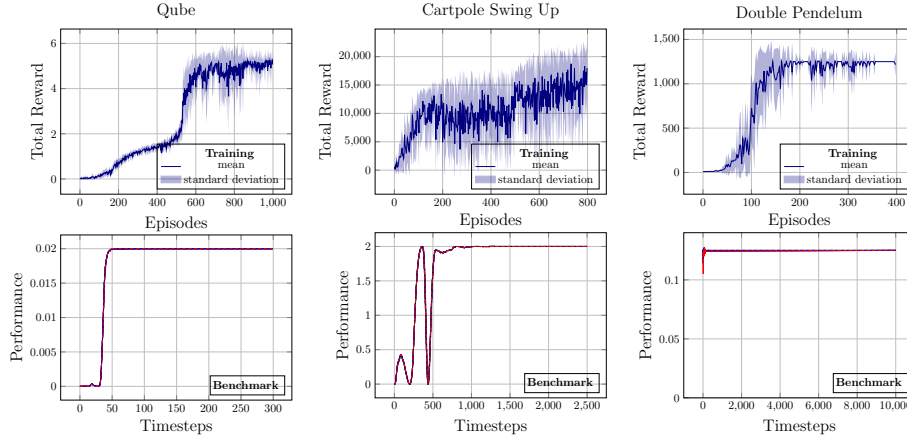 Qube
Cartpole Swing Up
Double Pendelum
Total Reward
6
4
2
0
0
200
400
600
800
1,000
Training
mean
standard deviation
Episodes
Total Reward
20,000
15,000
10,000
5,000
0
0
200
400
600
800
Training
mean
standard deviation
Episodes
Total Reward
1,500
1,000
500
0
0
100
200
300
400
Training
mean
standard deviation
Episodes
Performance
0.02
0.015
0.01
0.005
0
0
50
100
150
200
250
300
Benchmark
Timesteps
Performance
2
1.5
1
0.5
0
0
500
1,000
1,500
2,000
2,500
Benchmark
Timesteps
Performance
0.1
0.05
0
0
2,000
4,000
6,000
8,000
10,000
Benchmark
Timesteps